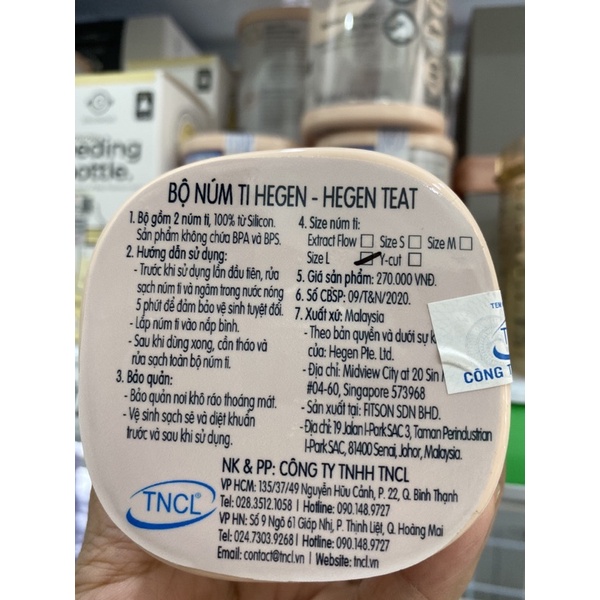 eding
ottle.
BỘ NÚM TI HEGEN - HEGEN TEAT
1. Bộ gồm 2 núm ti, 100% từ Silicon.
Sản phẩm không chứa BPA và BPS.
2. Hướng dẫn sử dụng:
- Trước khi sử dụng lần đầu tiên, rửa
sạch núm ti và ngâm trong nước nóng
5 phút để đảm bảo vệ sinh tuyệt đối.
- Lắp núm ti vào nắp bình.
- Sau khi dùng xong, cẩn tháo và
rửa sạch toàn bộ núm ti.
3. Bảo quản:
- Bảo quản nơi khô ráo thoáng mát.
- Vệ sinh sạch sẽ và diệt khuẩn
trước và sau khi sử dụng.
4. Size núm ti:
Extract Flow Size S Size M
Size L Y-cut
5. Giá sản phẩm: 270.000 VNĐ.
6. Số CBSP: 09/T&N/2020.
7. Xuất xứ: Malaysia
- Theo bản quyền và dưới sự k
của: Hegen Pte. Ltd.
- Địa chỉ: Midview City at 20 Sin
#04-60, Singapore 573968
- Sản xuất tại: FITSON SDN BHD.
- Địa chỉ: 19 Jalan I-Park SAC 3, Taman Perindustrian
I-Park SAC, 81400 Senai, Johor, Malaysia.
TEM
TNCL
CÔNG T
NK & PP: CÔNG TY TNHH TNCL
TNCL
VP HCM: 135/37/49 Nguyễn Hữu Cảnh, P. 22, Q. Bình Thạnh
Tel: 028.3512.1058 | Hotline: 090.148.9727
VP HN: Số 9 Ngõ 61 Giáp Nhị, P. Thịnh Liệt, Q. Hoàng Mai
Tel: 024.7303.9268 | Hotline: 090.148.9727
Email: contact@tncl.vn | Website: tncl.vn